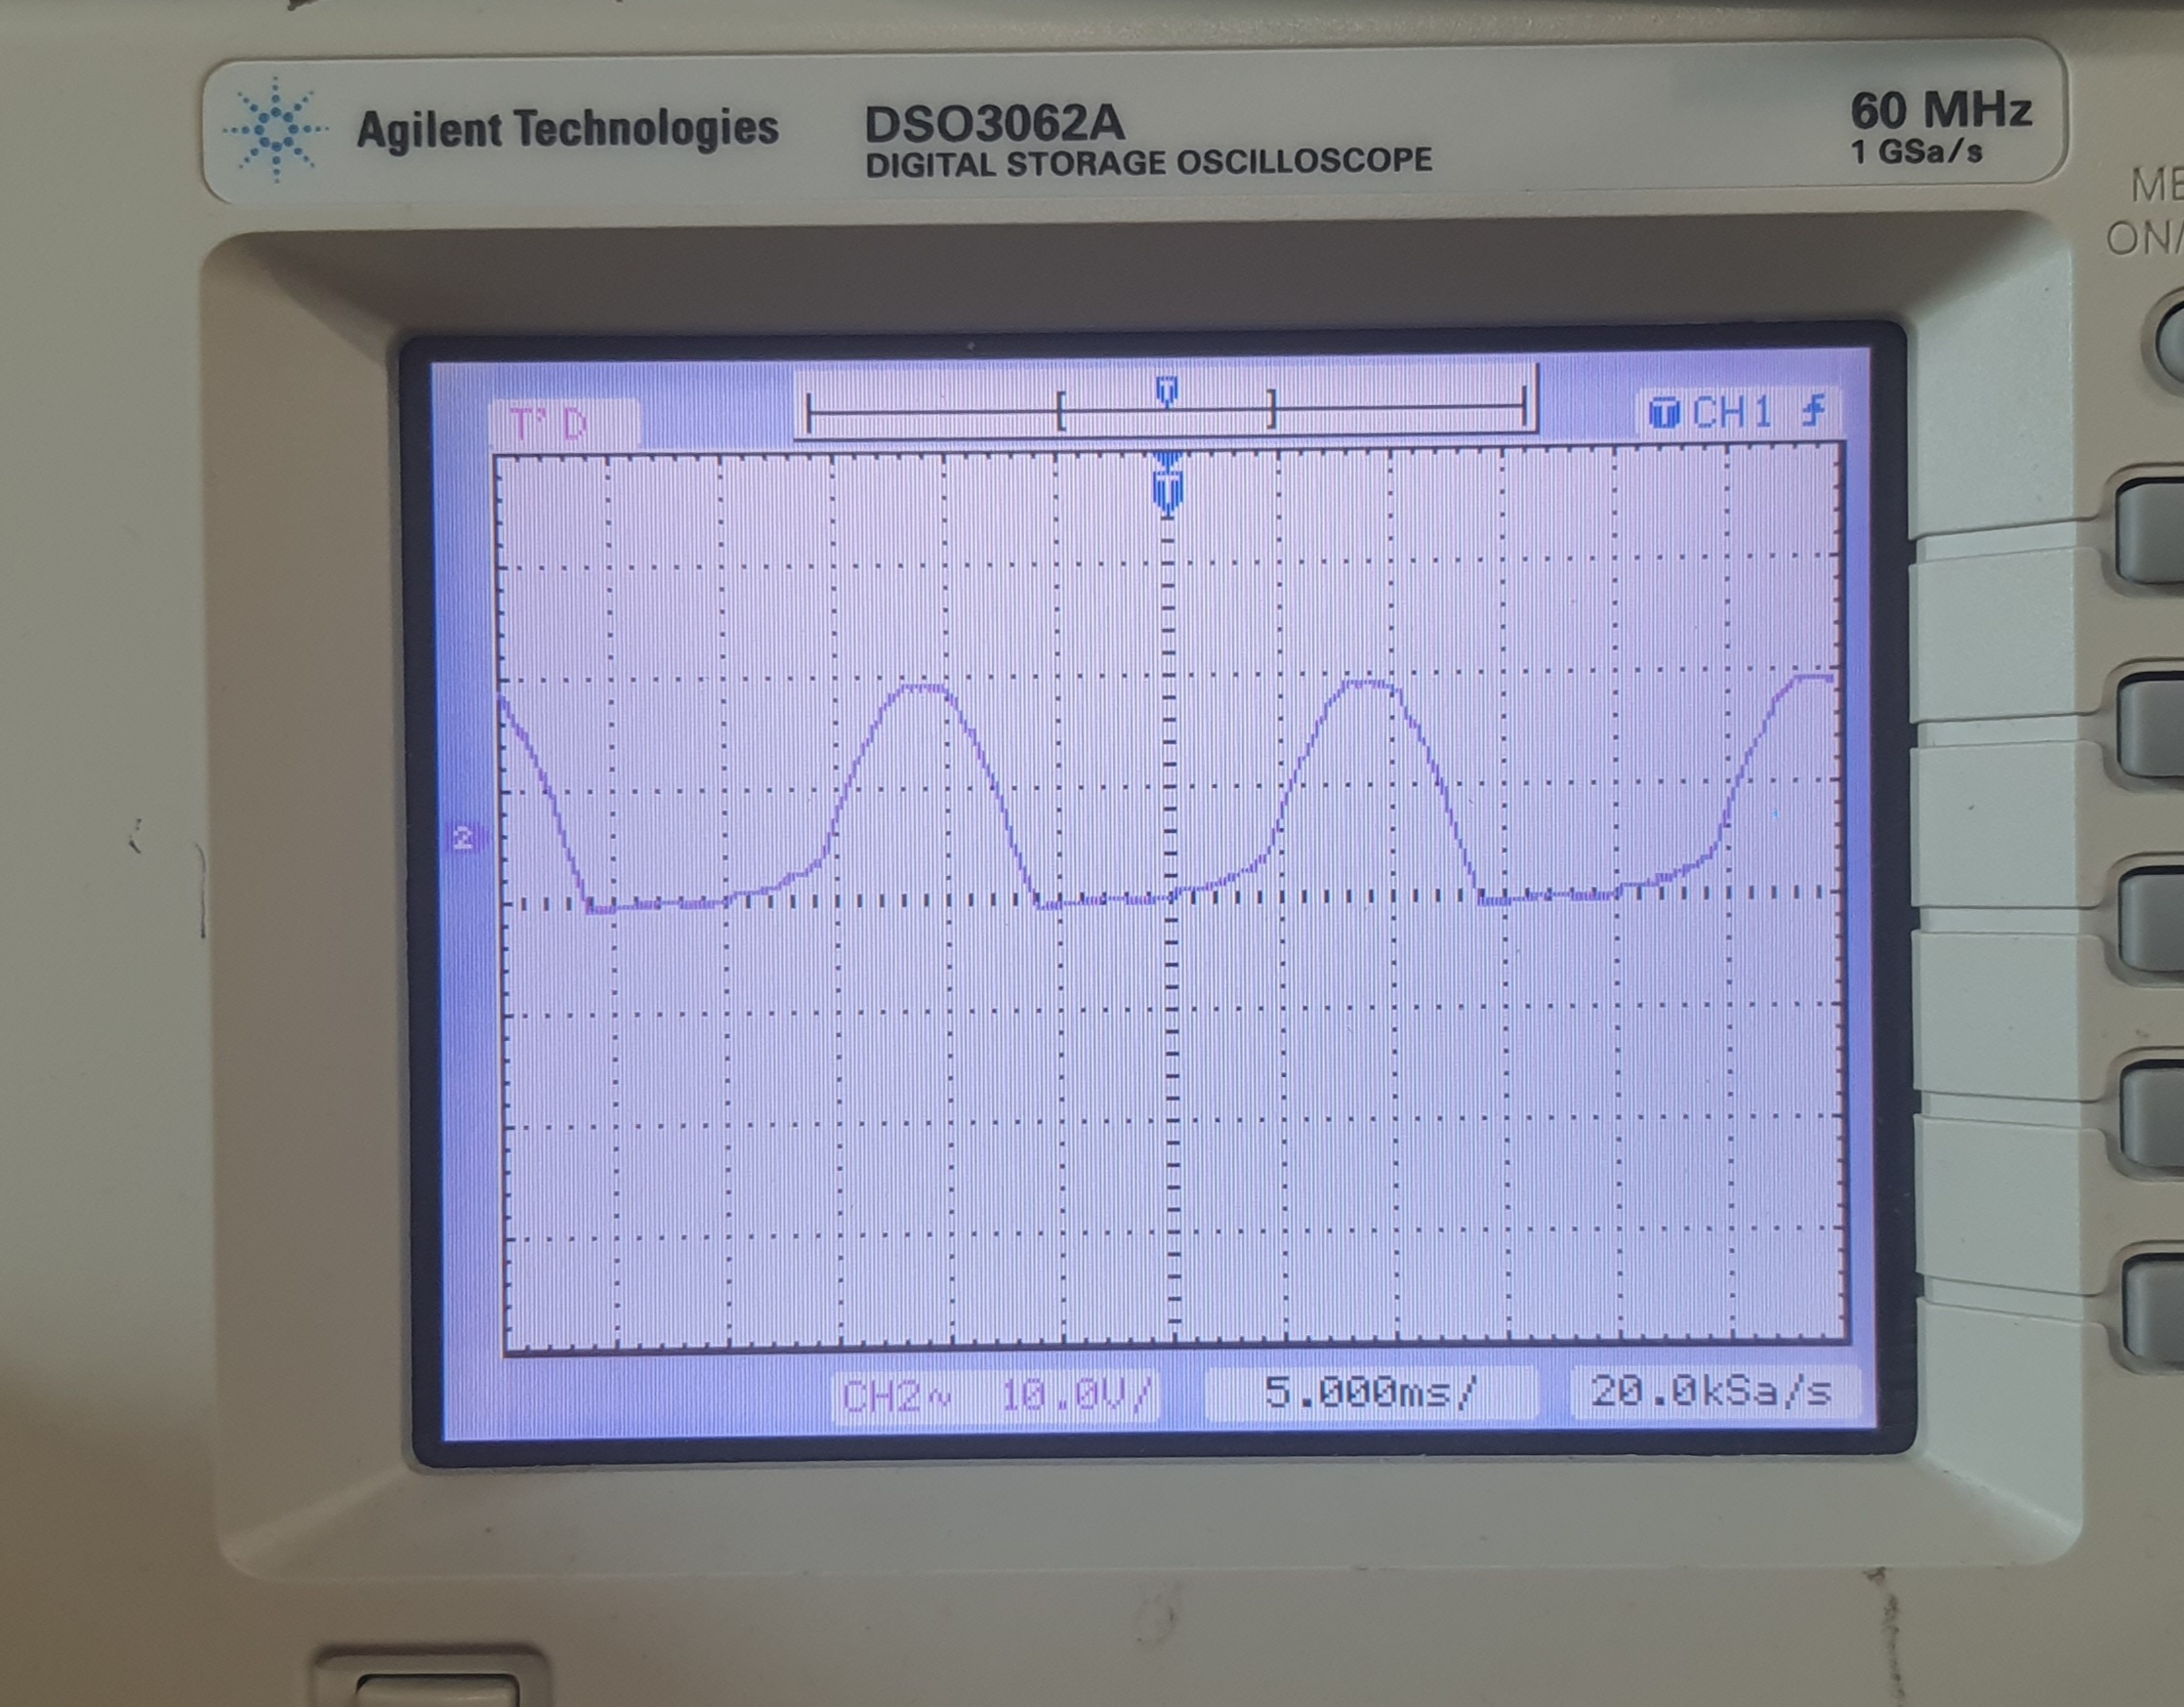 Agilent Technologies
DSO3062A
DIGITAL STORAGE OSCILLOSCOPE
60 MHz
1 GSa/s
ME
ON/
T'D
T
T CH1
T
2
CH2~ 10.0V/
5.000ms/
20.0kSa/s